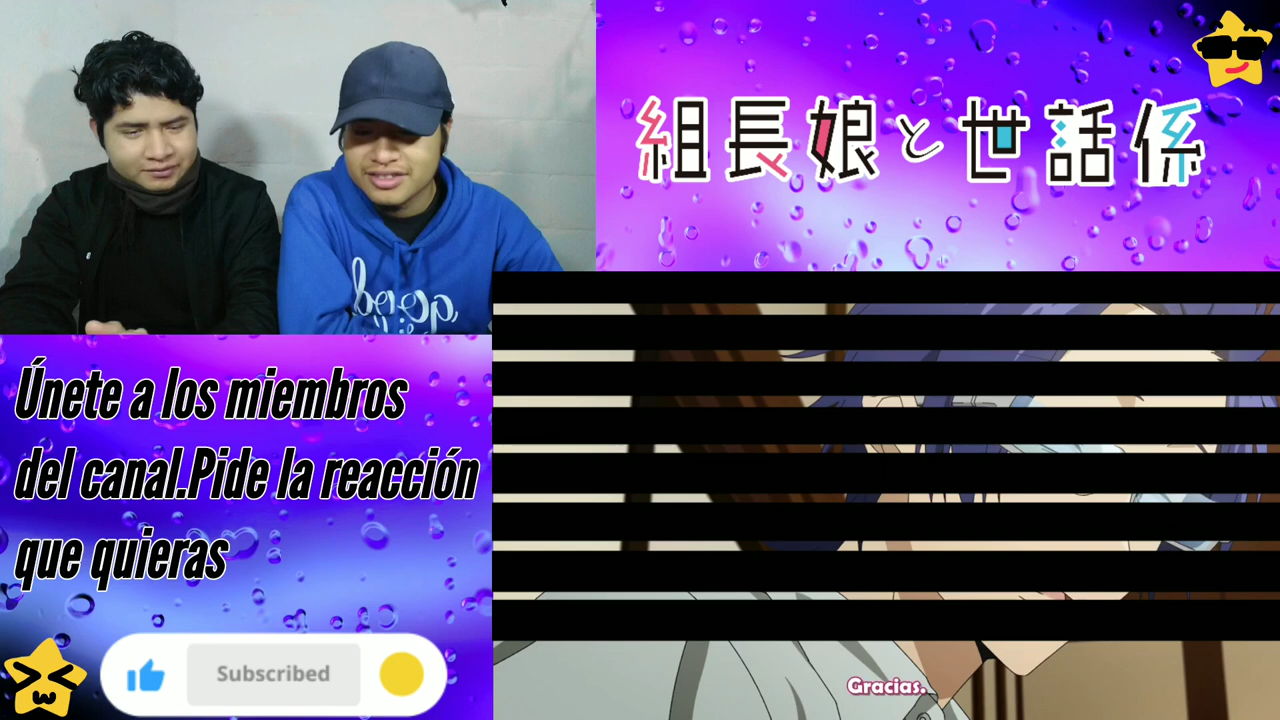 組長娘と世話係
Únete a los miembros
del canal.Pide la reacción
que quieras
Subscribed
Gracias.